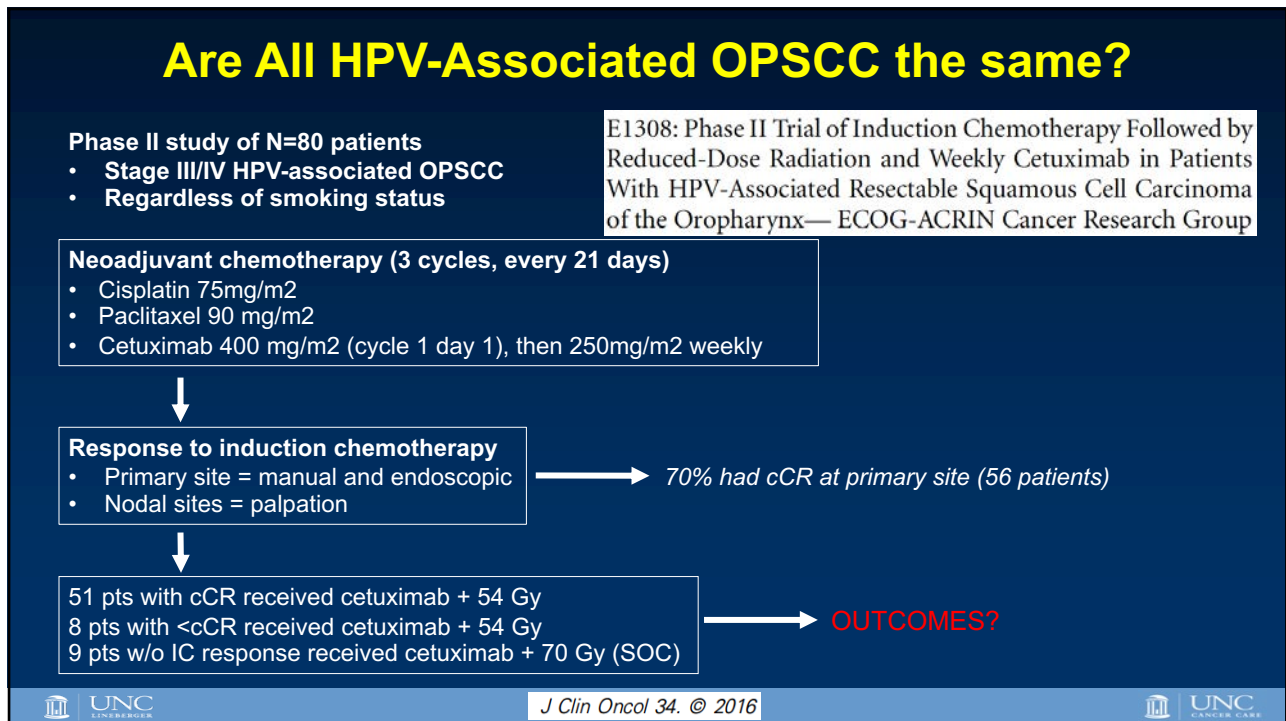 Are All HPV-Associated OPSCC the same?
Phase II study of N=80 patients
• Stage III/IV HPV-associated OPSCC
• Regardless of smoking status
E1308: Phase II Trial of Induction Chemotherapy Followed by
Reduced-Dose Radiation and Weekly Cetuximab in Patients
With HPV-Associated Resectable Squamous Cell Carcinoma
of the Oropharynx— ECOG-ACRIN Cancer Research Group
Neoadjuvant chemotherapy (3 cycles, every 21 days)
• Cisplatin 75mg/m2
• Paclitaxel 90 mg/m2
• Cetuximab 400 mg/m2 (cycle 1 day 1), then 250mg/m2 weekly
Response to induction chemotherapy
• Primary site = manual and endoscopic
• Nodal sites = palpation
70% had cCR at primary site (56 patients)
51 pts with cCR received cetuximab + 54 Gy
8 pts with <cCR received cetuximab + 54 Gy
9 pts w/o IC response received cetuximab + 70 Gy (SOC)
OUTCOMES?
UNC
LINEBERGER
J Clin Oncol 34. © 2016
UNC
CANCER CARE